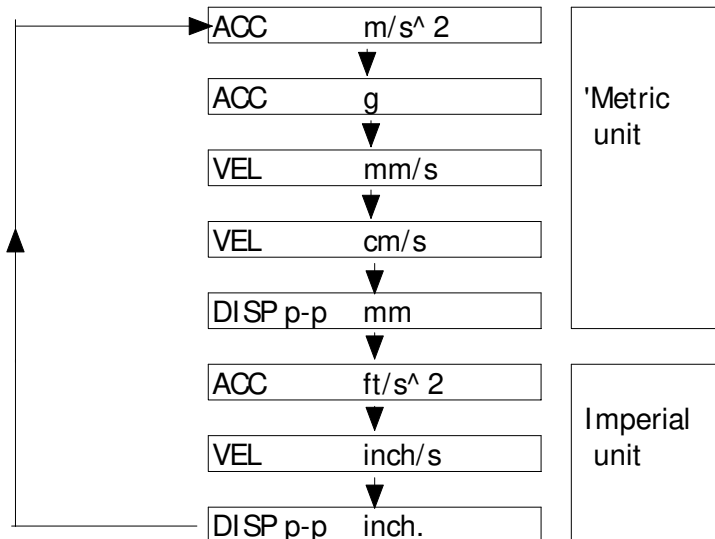 ACC m/s^ 2
ACC g
'Metric
unit
VEL mm/s
VEL cm/s
DISP p-p mm
ACC ft/s^ 2
Imperial
unit
VEL inch/s
DISP p-p inch.